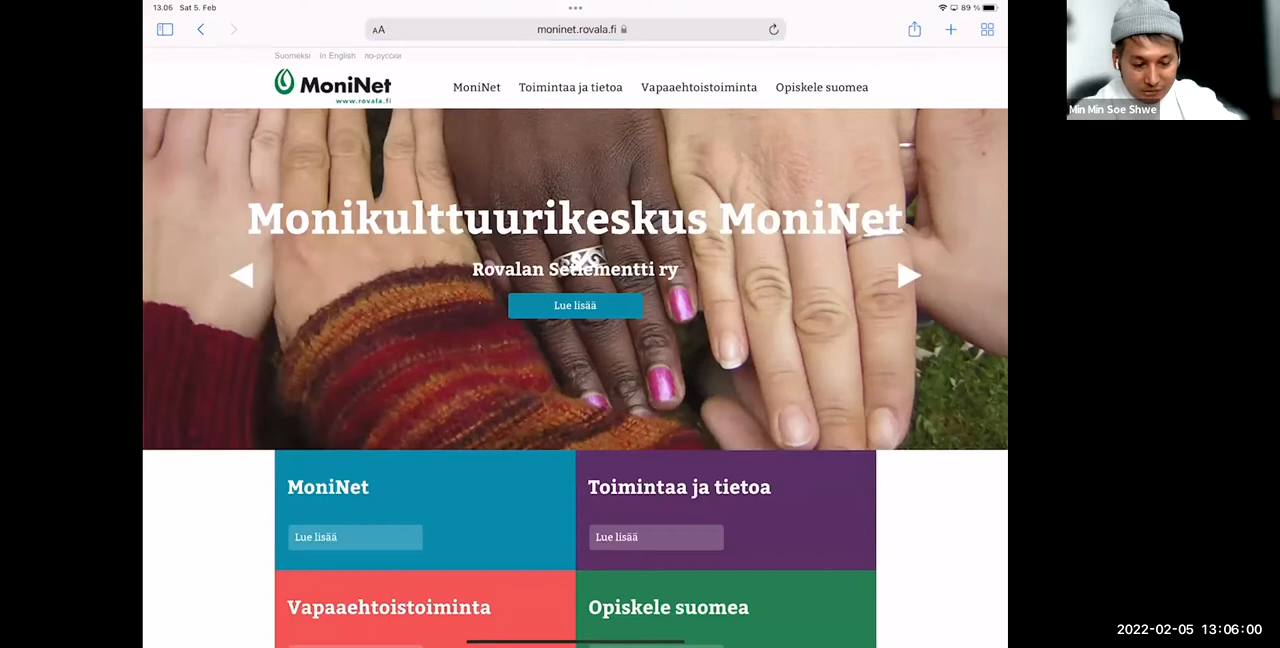 13.06 Sat 5. Feb
89 %
AA
moninet.rovala.fi
Suomeksi In English по-русски
MoniNet
www.rovala.fi
MoniNet Toimintaa ja tietoa Vapaaehtoistoiminta Opiskele suomea
Monikulttuurikeskus MoniNet
Rovalan Setlementti ry
Lue lisää
MoniNet
Lue lisää
Toimintaa ja tietoa
Lue lisää
Vapaaehtoistoiminta
Opiskele suomea
Min Min Soe Shwe
2022-02-05 13:06:00